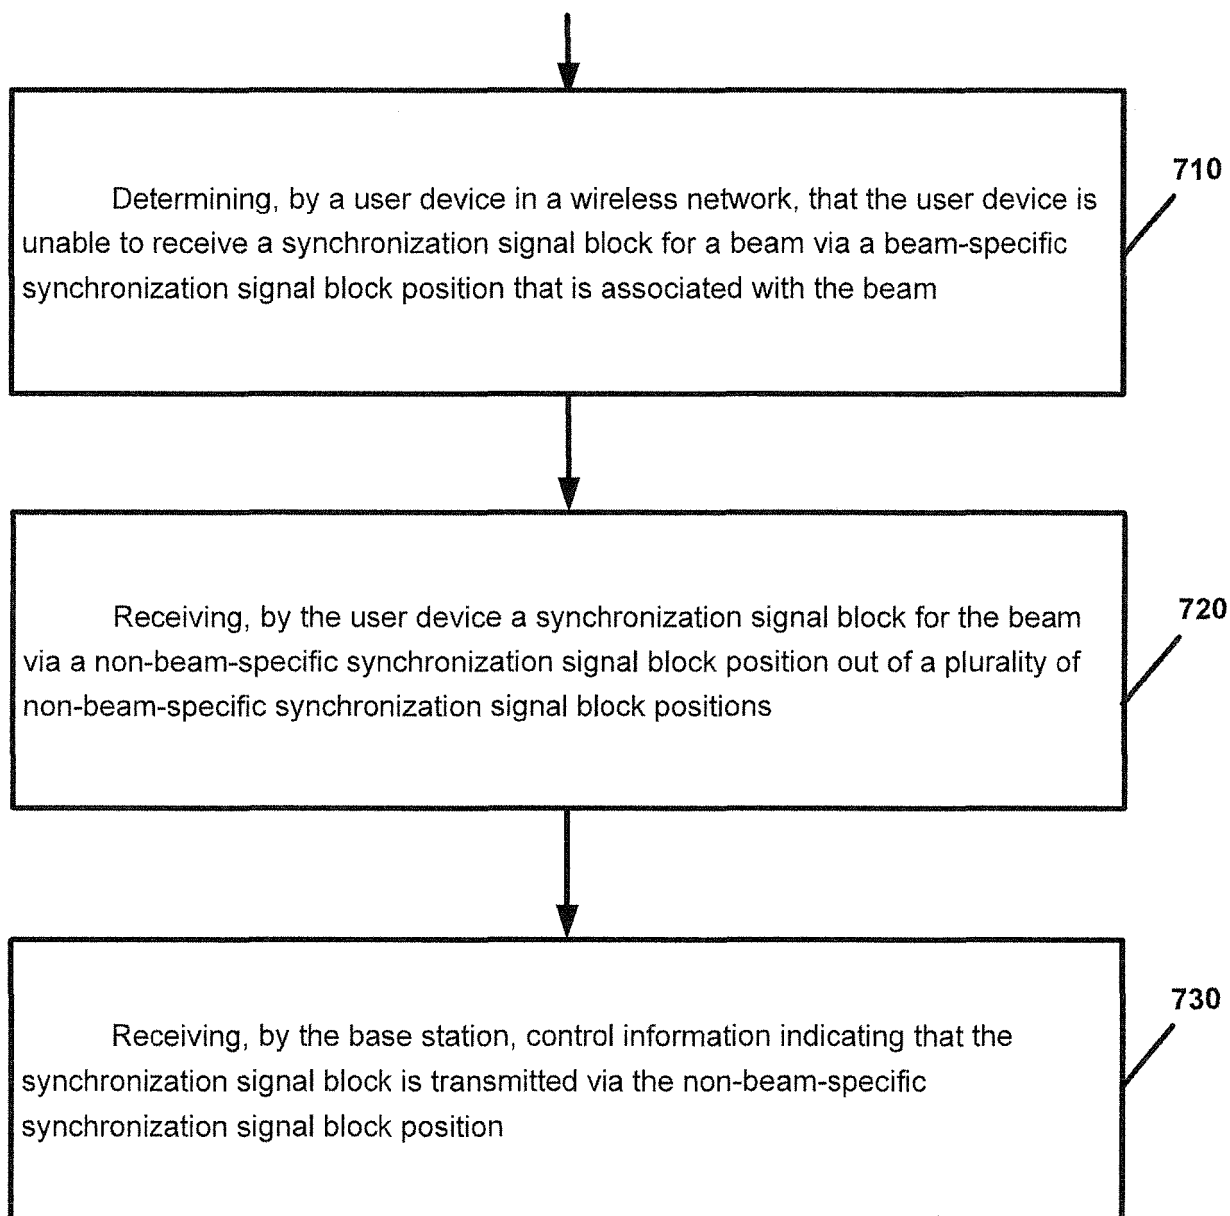 710
Determining, by a user device in a wireless network, that the user device is
unable to receive a synchronization signal block for a beam via a beam-specific
synchronization signal block position that is associated with the beam
720
Receiving, by the user device a synchronization signal block for the beam
via a non-beam-specific synchronization signal block position out of a plurality of
non-beam-specific synchronization signal block positions
730
Receiving, by the base station, control information indicating that the
synchronization signal block is transmitted via the non-beam-specific
synchronization signal block position